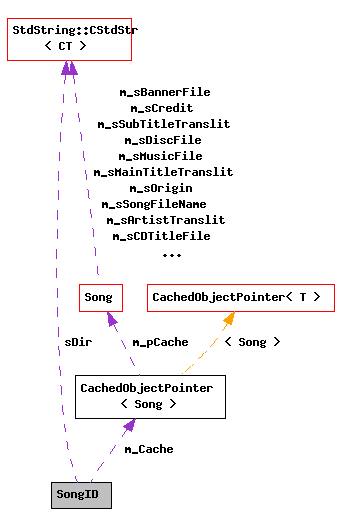 StdString::CStdStr
< CT >
m_sBannerFile
m_sCredit
m_sSubTitleTranslit
m_sDiscFile
m_sMusicFile
m_sMainTitleTranslit
m_sOrigin
m_sSongFileName
m_sArtistTranslit
m_sCDTitleFile
...
Song
CachedObjectPointer< T >
sDir
m_pCache
< Song >
CachedObjectPointer
< Song >
m_Cache
SongID